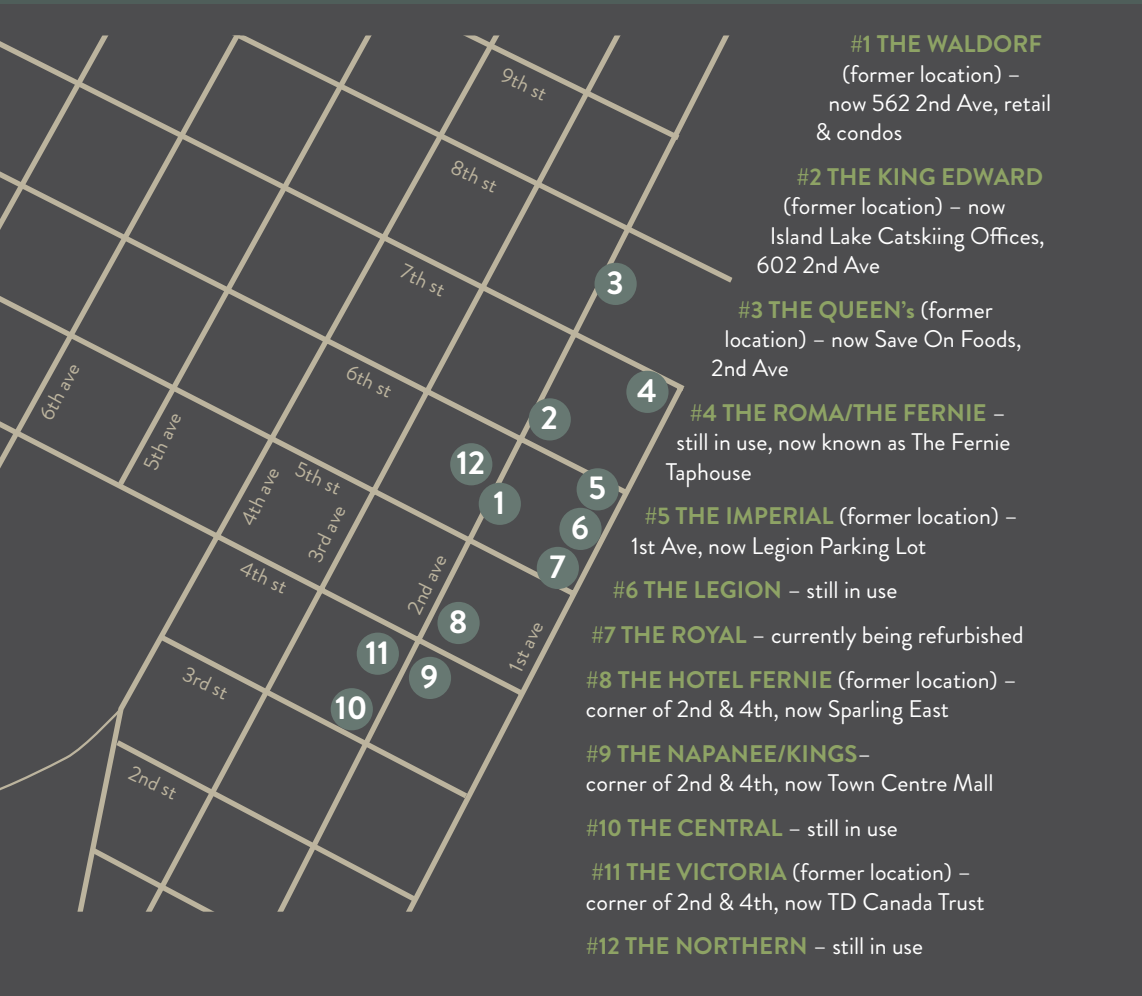 9th st
8th st
7th st
6th st
6th ave
5th ave
4th ave
5th st
3rd ave
4th st
2nd ave
1st ave
3rd st
2nd st
3
4
2
12
1
5
6
7
8
11
9
10
#1 THE WALDORF
(former location) –
now 562 2nd Ave, retail
& condos
#2 THE KING EDWARD
(former location) – now
Island Lake Catskiing Offices,
602 2nd Ave
#3 THE QUEEN's (former
location) – now Save On Foods,
2nd Ave
#4 THE ROMA/THE FERNIE –
still in use, now known as The Fernie
Taphouse
#5 THE IMPERIAL (former location) –
1st Ave, now Legion Parking Lot
#6 THE LEGION – still in use
#7 THE ROYAL – currently being refurbished
#8 THE HOTEL FERNIE (former location) –
corner of 2nd & 4th, now Sparling East
#9 THE NAPANEE/KINGS–
corner of 2nd & 4th, now Town Centre Mall
#10 THE CENTRAL – still in use
#11 THE VICTORIA (former location) –
corner of 2nd & 4th, now TD Canada Trust
#12 THE NORTHERN – still in use